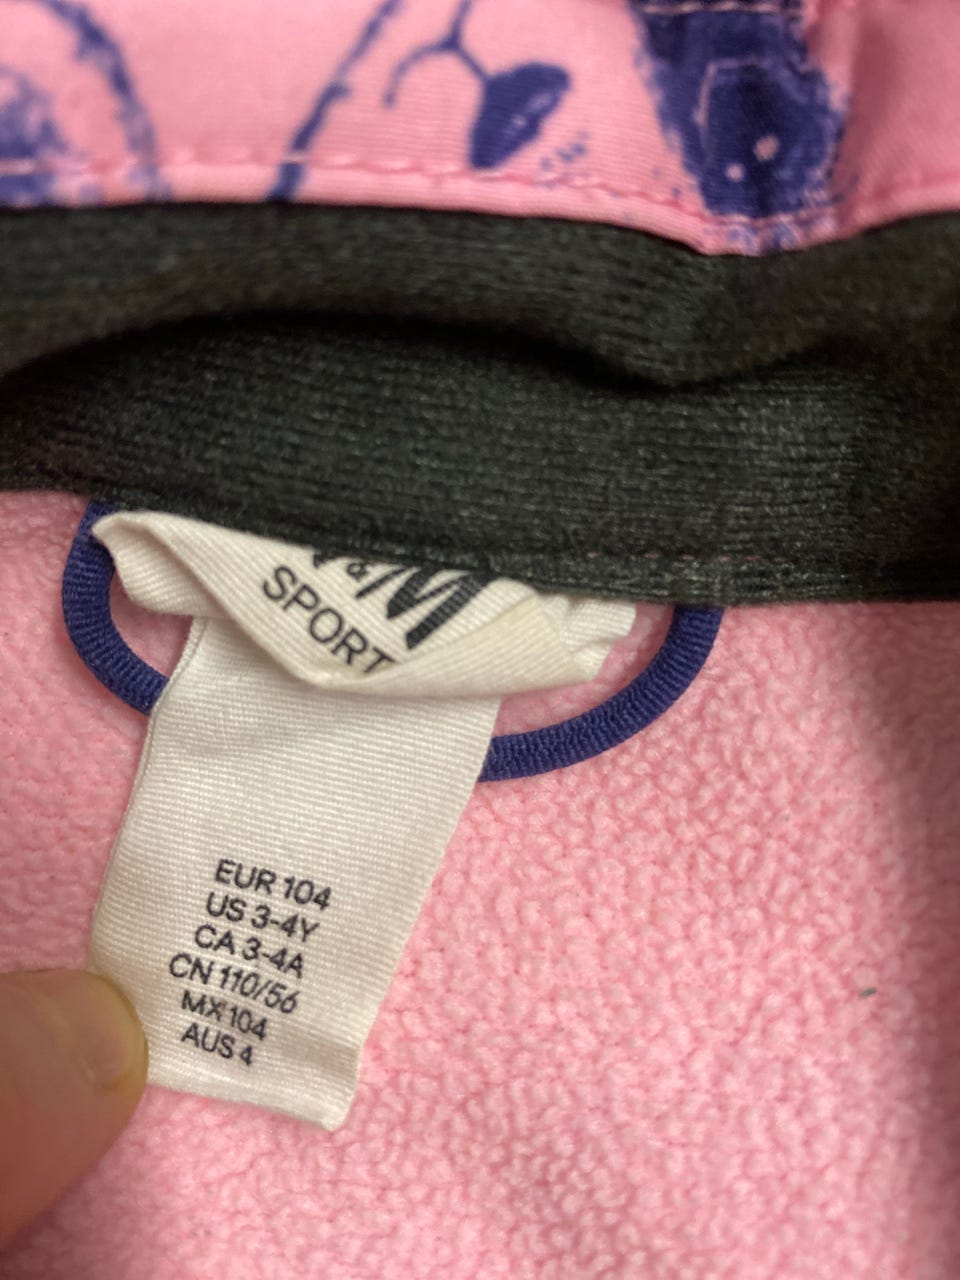 &M
SPORT
EUR 104
US 3-4Y
CA 3-4A
CN 110/56
MX 104
AUS 4